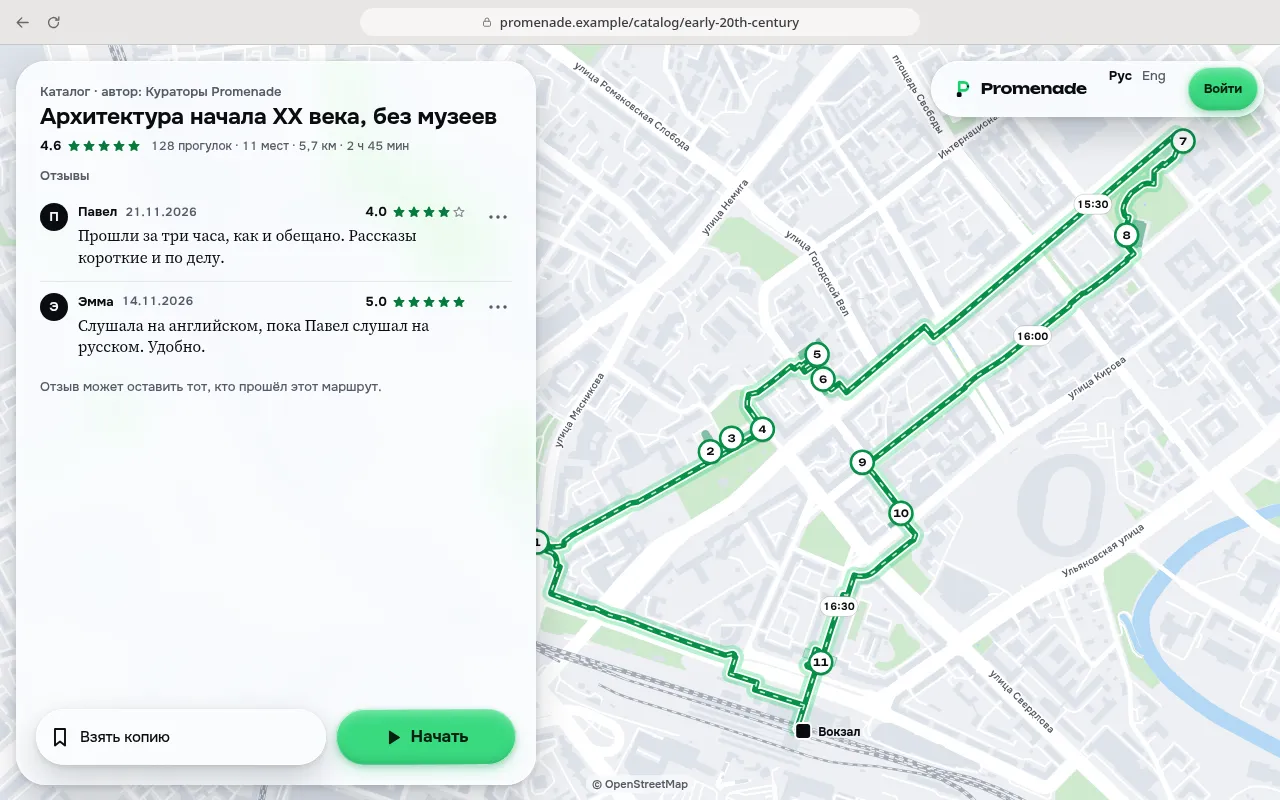 promenade.example/catalog/early-20th-century
Каталог · автор: Кураторы Promenade
Архитектура начала XX века, без музеев
4.6 128 прогулок · 11 мест · 5,7 км · 2 ч 45 мин
Отзывы
П Павел 21.11.2026 4.0
Прошли за три часа, как и обещано. Рассказы
короткие и по делу.
Э Эмма 14.11.2026 5.0
Слушала на английском, пока Павел слушал на
русском. Удобно.
Отзыв может оставить тот, кто прошёл этот маршрут.
Взять копию
Начать
Promenade
Рус Eng
Войти
улица Романовская Слобода
площадь Свободы
улица Немига
улица Городской Вал
улица Мясникова
улица Кирова
Ульяновская улица
улица Свердлова
7
15:30
8
16:00
5
6
4
3
2
9
10
1
16:30
11
Вокзал
© OpenStreetMap